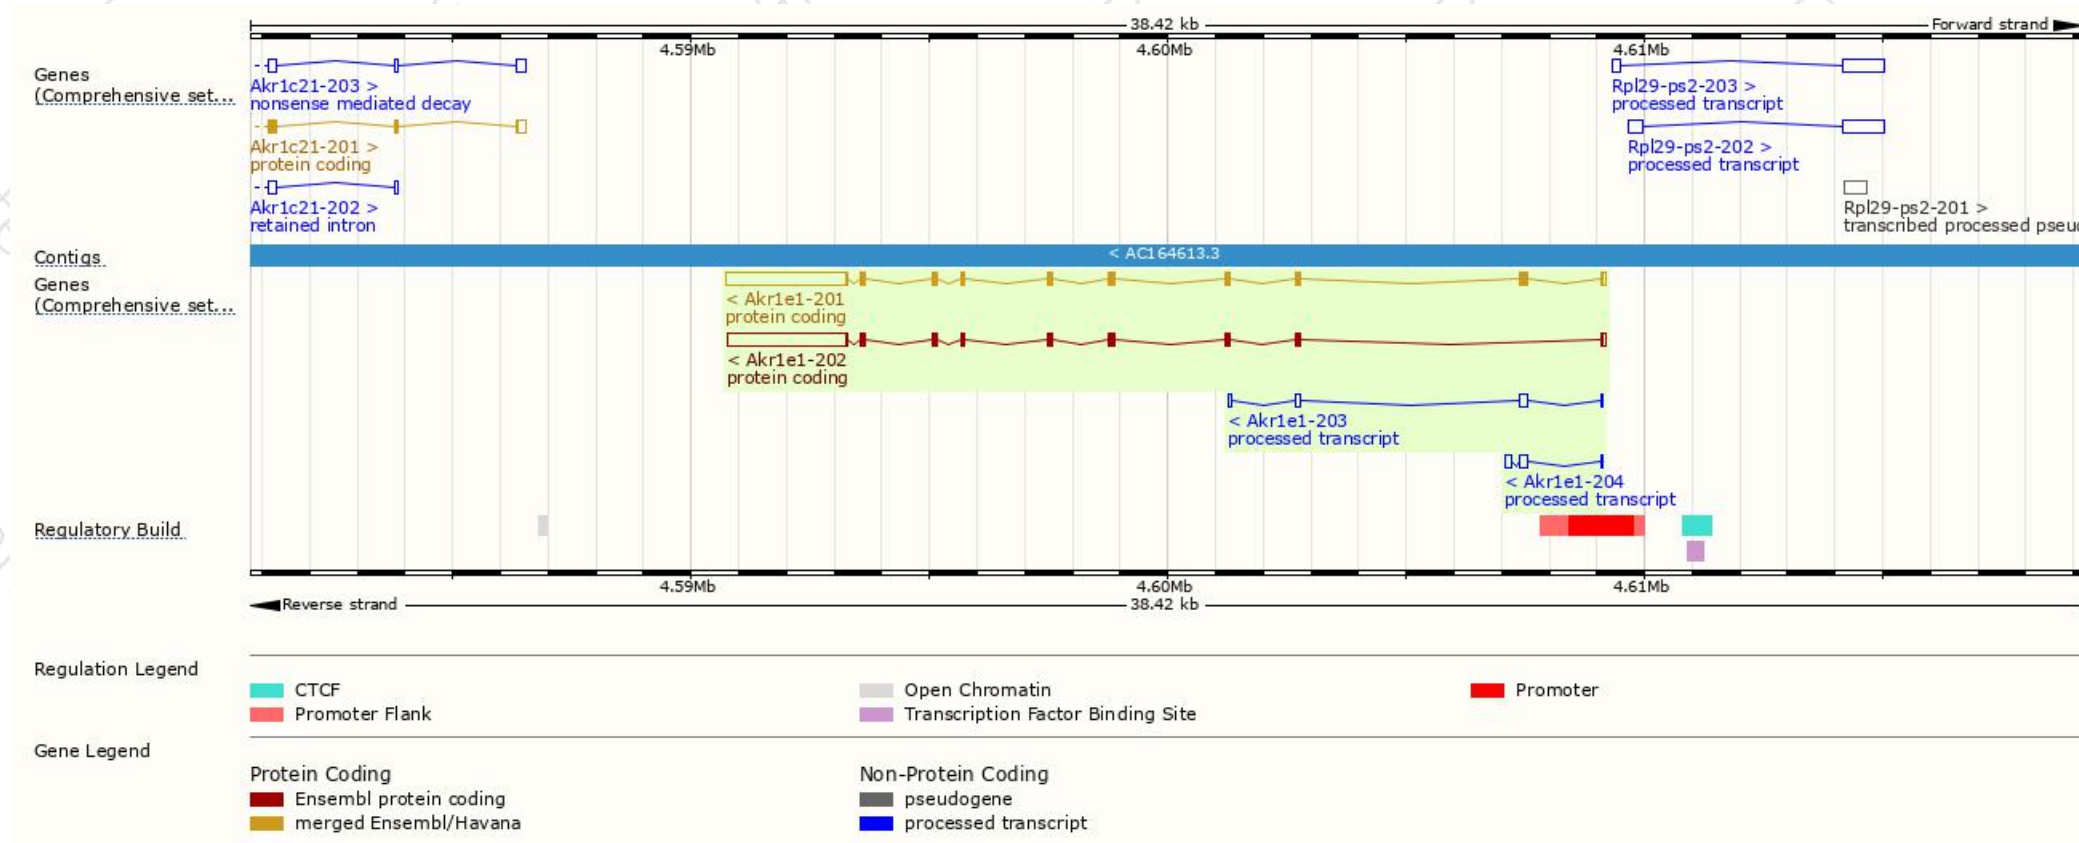 38.42 kb
Forward strand
4.59Mb
4.60Mb
4.61Mb
Genes
(Comprehensive set...
Akr1c21-203 >
nonsense mediated decay
Rpl29-ps2-203 >
processed transcript
Akr1c21-201 >
protein coding
Rpl29-ps2-202 >
processed transcript
Akr1c21-202 >
retained intron
Rpl29-ps2-201 >
transcribed processed pseu
Contigs
< AC164613.3
Genes
(Comprehensive set...
< Akr1e1-201
protein coding
< Akr1e1-202
protein coding
< Akr1e1-203
processed transcript
< Akr1e1-204
processed transcript
Regulatory Build
4.59Mb
4.60Mb
4.61Mb
Reverse strand
38.42 kb
Regulation Legend
CTCF
Open Chromatin
Promoter
Promoter Flank
Transcription Factor Binding Site
Gene Legend
Protein Coding
Non-Protein Coding
Ensembl protein coding
pseudogene
merged Ensembl/Havana
processed transcript